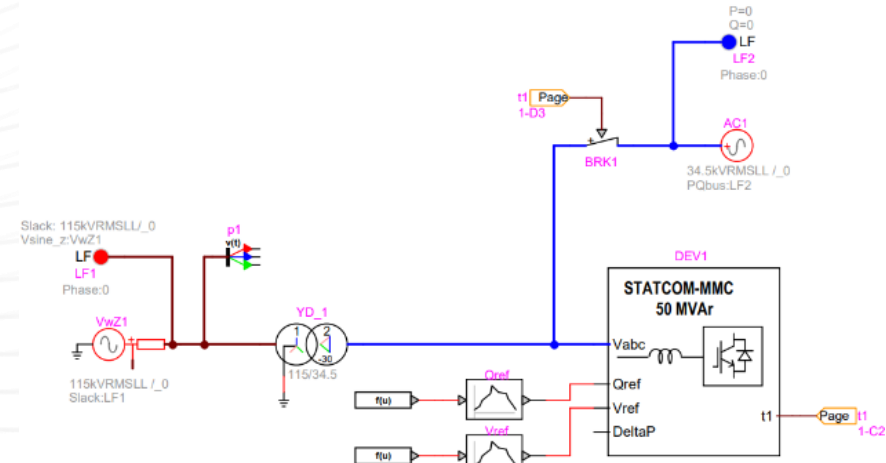 P=0
Q=0
LF
LF2
Phase:0
t1
Page
1-D3
+
BRK1
AC1
+
34.5kVRMSLL /_0
PQbus:LF2
Slack: 115kVRMSLL/_0
Vsine_z:VwZ1
LF
LF1
Phase:0
p1
v(t)
DEV1
STATCOM-MMC
50 MVAr
VwZ1
+
YD_1
1
2
-30
115/34.5
Vabc
115kVRMSLL /_0
Slack:LF1
Qref
f(u)
Qref
Vref
DeltaP
t1
Page
t1
1-C2
Vref
f(u)